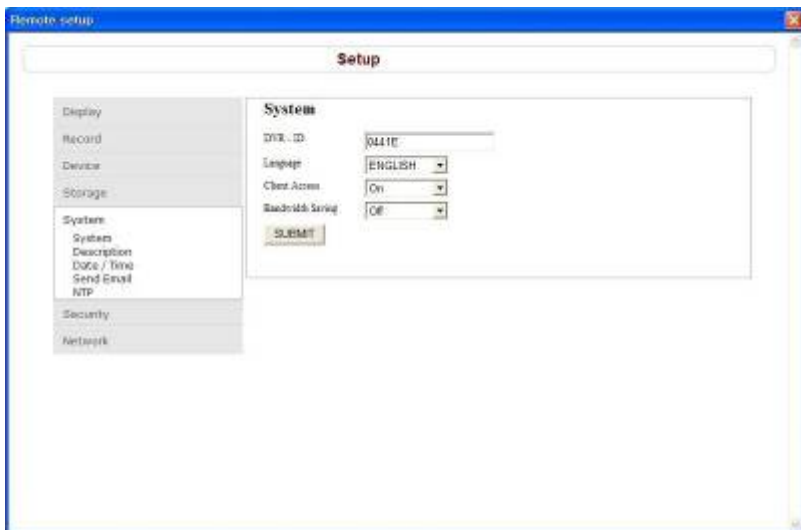 Remote setup
Setup
Display
Record
Device
Storage
System
System
Description
Date / Time
Send Email
NTP
Security
Network
System
DVR - ID
0441E
Language
ENGLISH
Client Access
On
Bandwidth Saving
Off
SUBMIT